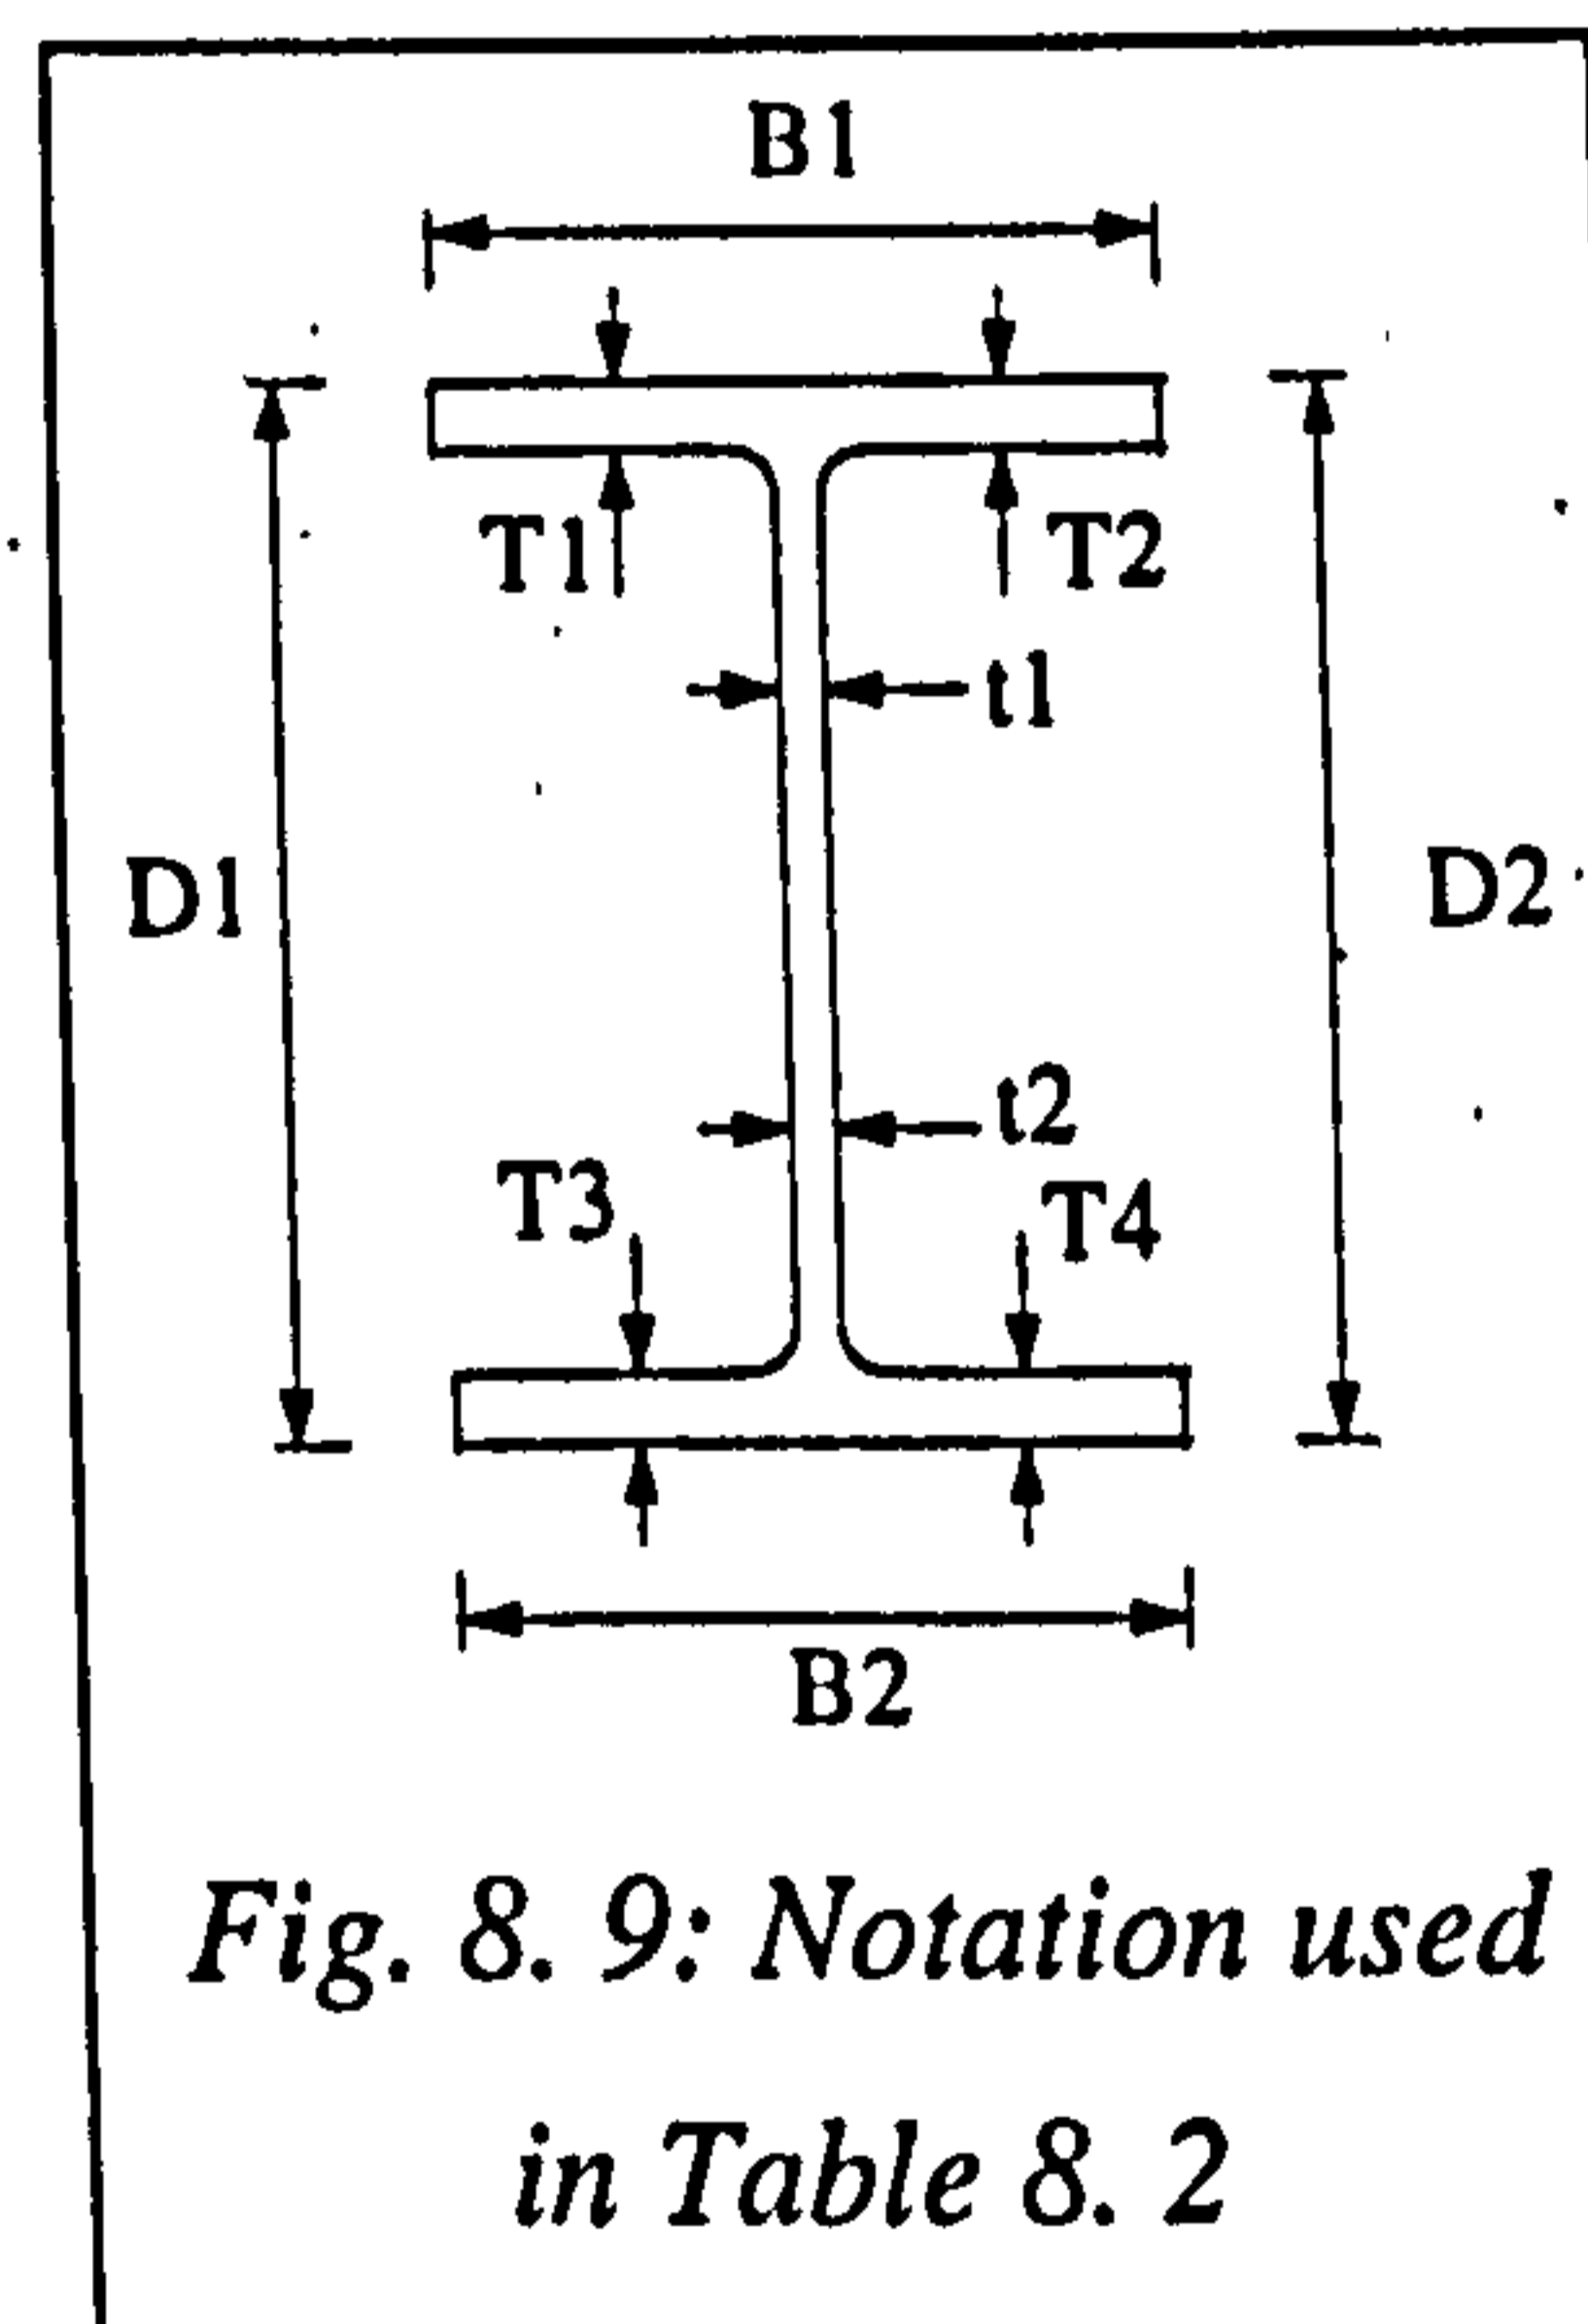 B1
T1 T2
t1
D1 D2
t2
T3 T4
B2
Fig. 8. 9: Notation used
in Table 8. 2